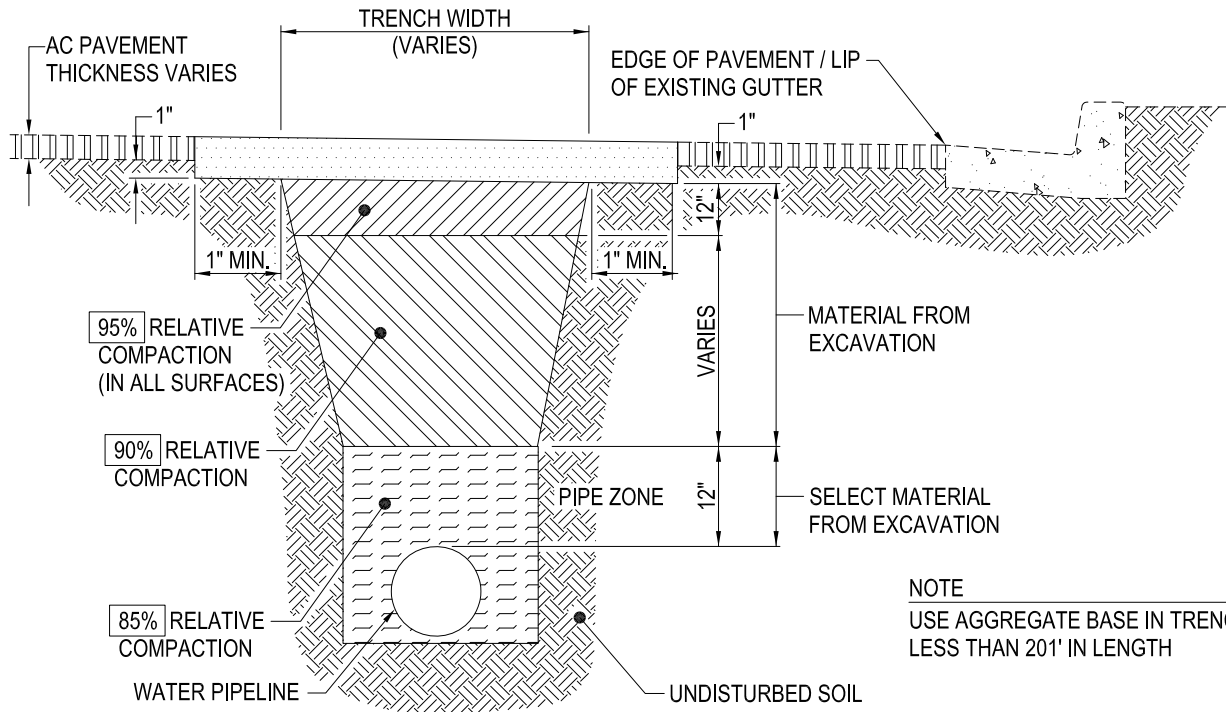 TRENCH WIDTH
(VARIES)
AC PAVEMENT
THICKNESS VARIES
EDGE OF PAVEMENT / LIP
OF EXISTING GUTTER
1"
1"
12"
1" MIN.
1" MIN.
95% RELATIVE
COMPACTION
(IN ALL SURFACES)
VARIES
MATERIAL FROM
EXCAVATION
90% RELATIVE
COMPACTION
PIPE ZONE
12"
SELECT MATERIAL
FROM EXCAVATION
85% RELATIVE
COMPACTION
WATER PIPELINE
UNDISTURBED SOIL
NOTE
USE AGGREGATE BASE IN
LESS THAN 201' IN LENGTH